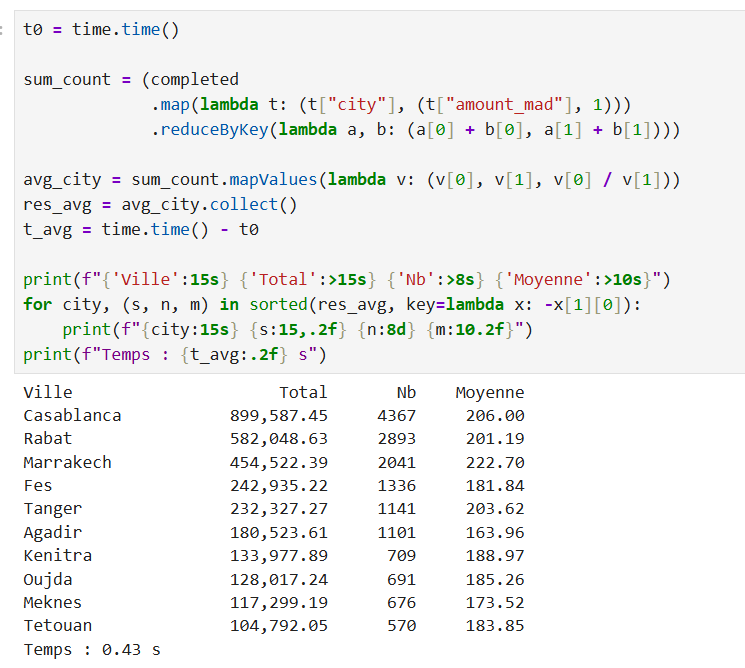 t0 = time.time()

sum_count = (completed
             .map(lambda t: (t["city"], (t["amount_mad"], 1)))
             .reduceByKey(lambda a, b: (a[0] + b[0], a[1] + b[1])))

avg_city = sum_count.mapValues(lambda v: (v[0], v[1], v[0] / v[1]))
res_avg = avg_city.collect()
t_avg = time.time() - t0

print(f"{'Ville':15s} {'Total':>15s} {'Nb':>8s} {'Moyenne':>10s}")
for city, (s, n, m) in sorted(res_avg, key=lambda x: -x[1][0]):
    print(f"{city:15s} {s:15,.2f} {n:8d} {m:10.2f}")
print(f"Temps : {t_avg:.2f} s")
Ville                Total       Nb    Moyenne
Casablanca      899,587.45     4367     206.00
Rabat           582,048.63     2893     201.19
Marrakech       454,522.39     2041     222.70
Fes             242,935.22     1336     181.84
Tanger          232,327.27     1141     203.62
Agadir          180,523.61     1101     163.96
Kenitra         133,977.89      709     188.97
Oujda           128,017.24      691     185.26
Meknes          117,299.19      676     173.52
Tetouan         104,792.05      570     183.85
Temps : 0.43 s